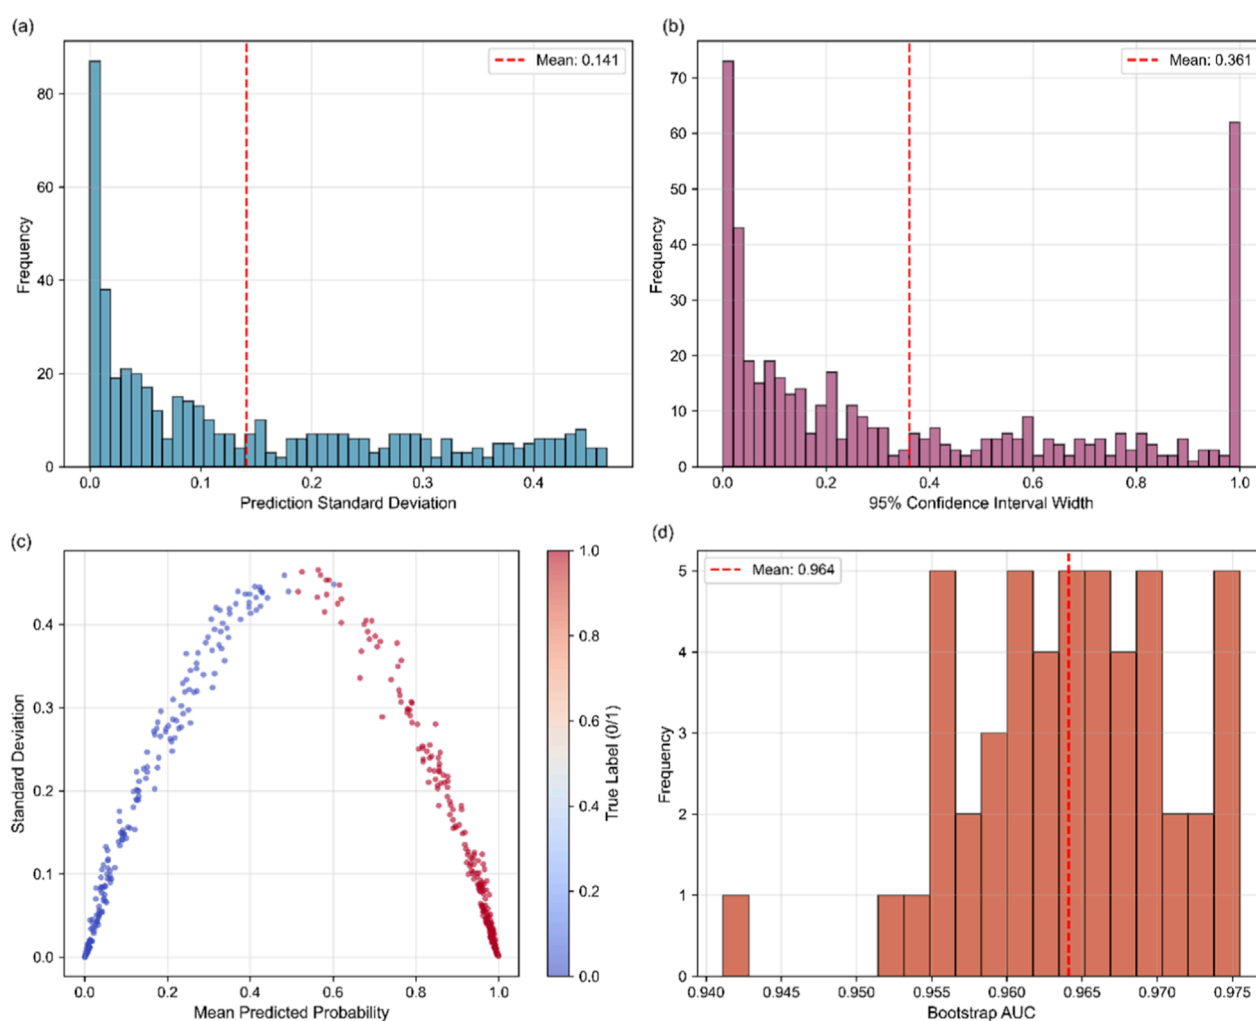 (a)
Mean: 0.141
Frequency
80
60
40
20
0
0.0 0.1 0.2 0.3 0.4
Prediction Standard Deviation
(b)
Mean: 0.361
Frequency
70
60
50
40
30
20
10
0
0.0 0.2 0.4 0.6 0.8 1.0
95% Confidence Interval Width
(c)
Standard Deviation
0.4
0.3
0.2
0.1
0.0
0.0 0.2 0.4 0.6 0.8 1.0
Mean Predicted Probability
1.0
0.8
0.6
0.4
0.2
0.0
True Label (0/1)
(d)
Mean: 0.964
Frequency
5
4
3
2
1
0
0.940 0.945 0.950 0.955 0.960 0.965 0.970 0.975
Bootstrap AUC